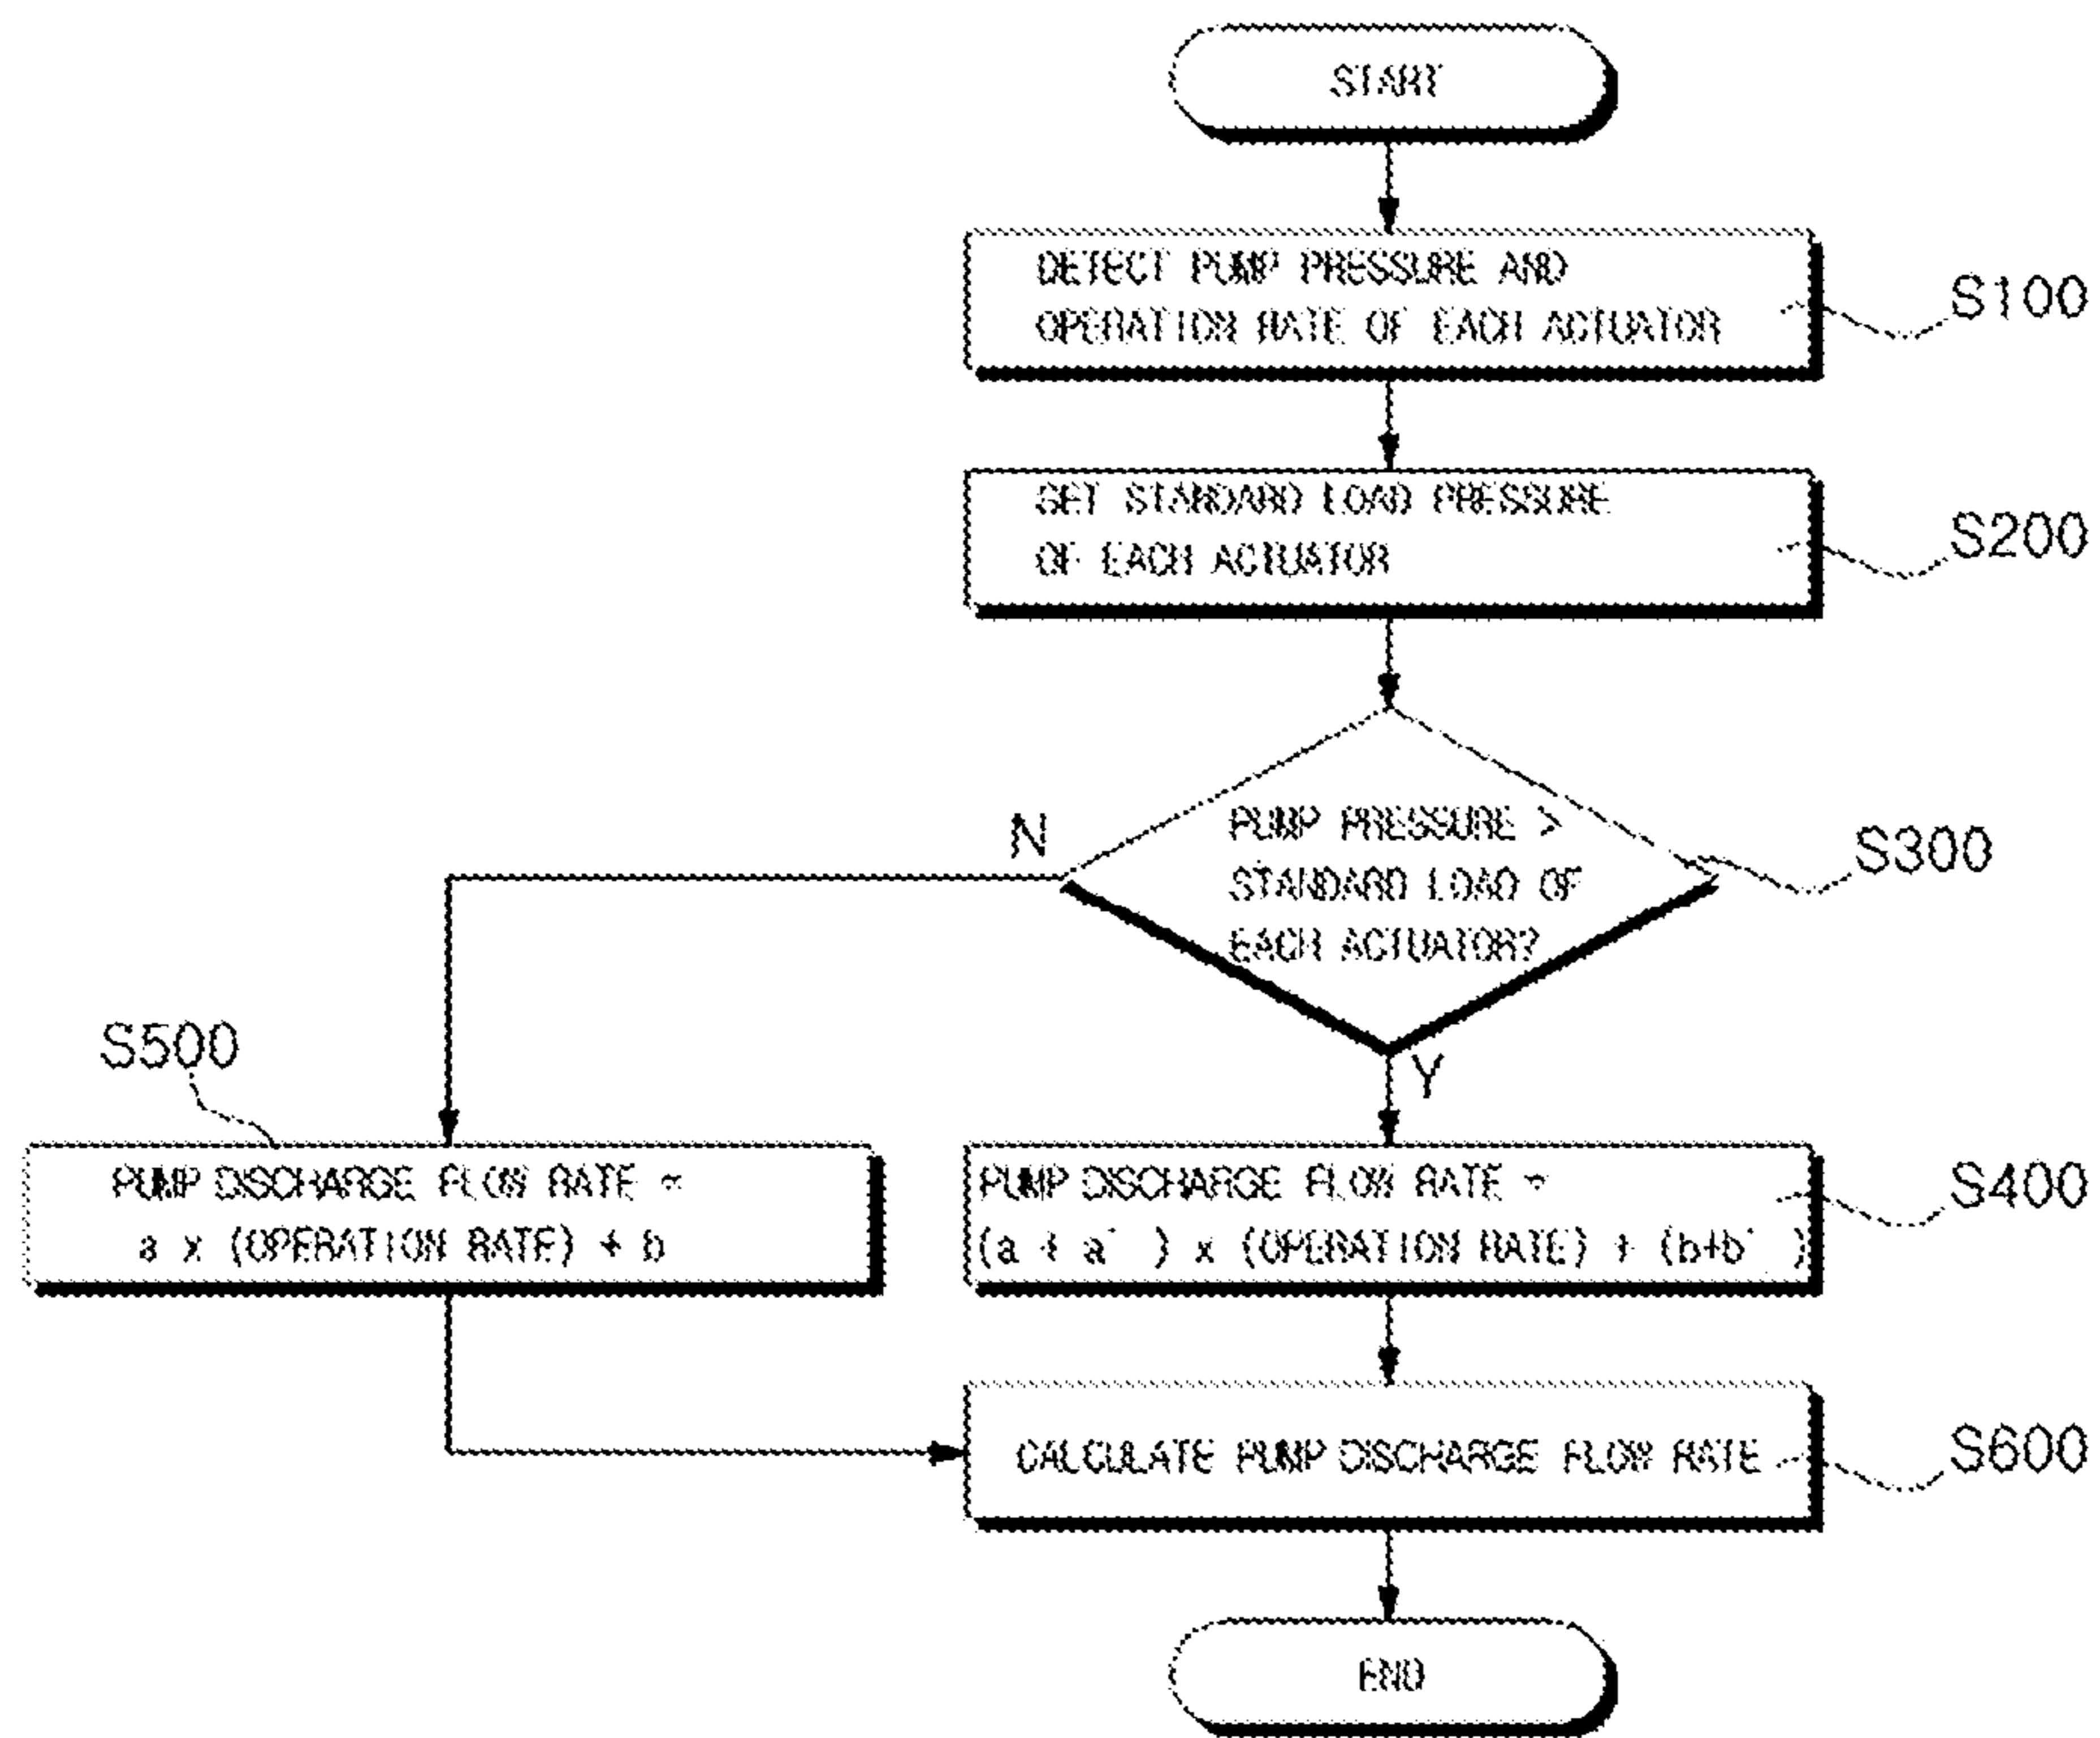 START
DETECT PUMP PRESSURE AND
OPERATION RATE OF EACH ACTUATOR
S100
GET STANDARD LOAD PRESSURE
OF EACH ACTUATOR
S200
PUMP PRESSURE >
STANDARD LOAD OF
EACH ACTUATOR?
S300
N
Y
S500
PUMP DISCHARGE FLOW RATE =
a x (OPERATION RATE) + b
PUMP DISCHARGE FLOW RATE =
(a + a' ) x (OPERATION RATE) + (b+b' )
S400
CALCULATE PUMP DISCHARGE FLOW RATE
S600
END